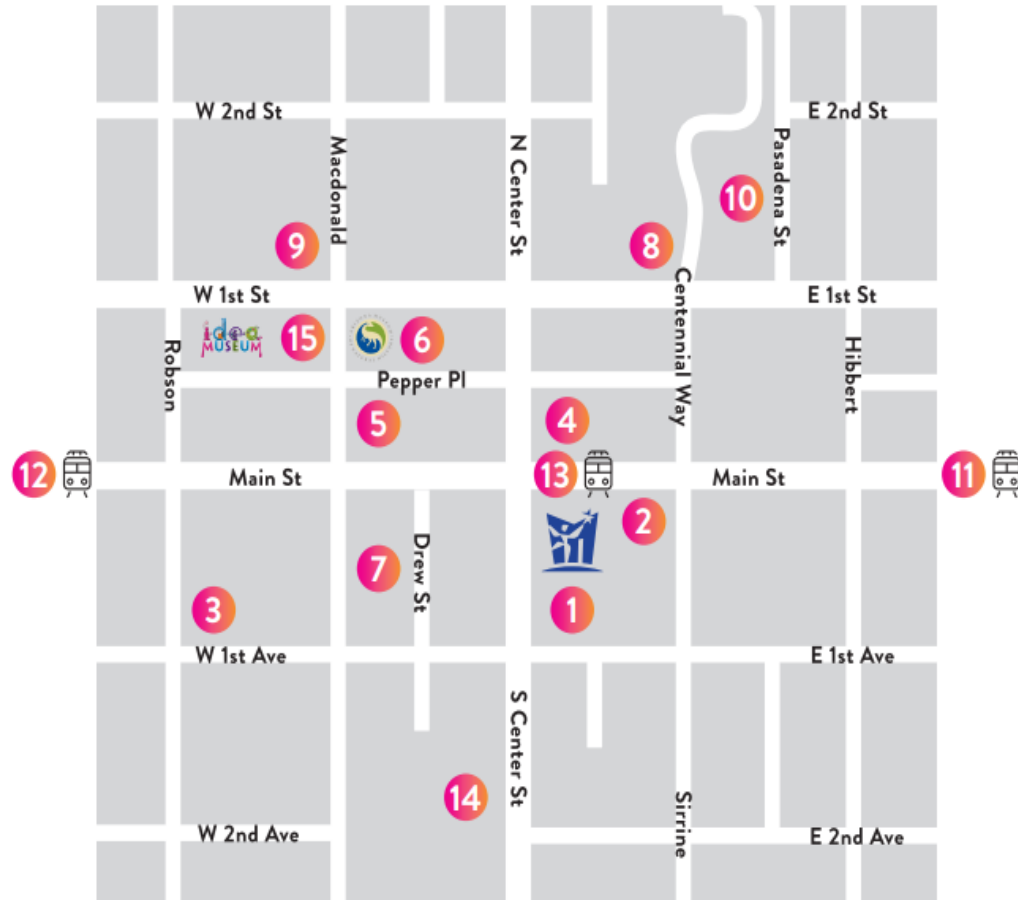 W 2nd St
E 2nd St
Macdonald
N Center St
Pasadena St
10
9
8
Centennial Way
W 1st St
E 1st St
idea
MUSEUM
15
6
Robson
Hibbert
Pepper Pl
5
4
12
Main St
13
Main St
11
2
Drew St
7
3
1
W 1st Ave
E 1st Ave
S Center St
14
Sirrine
W 2nd Ave
E 2nd Ave